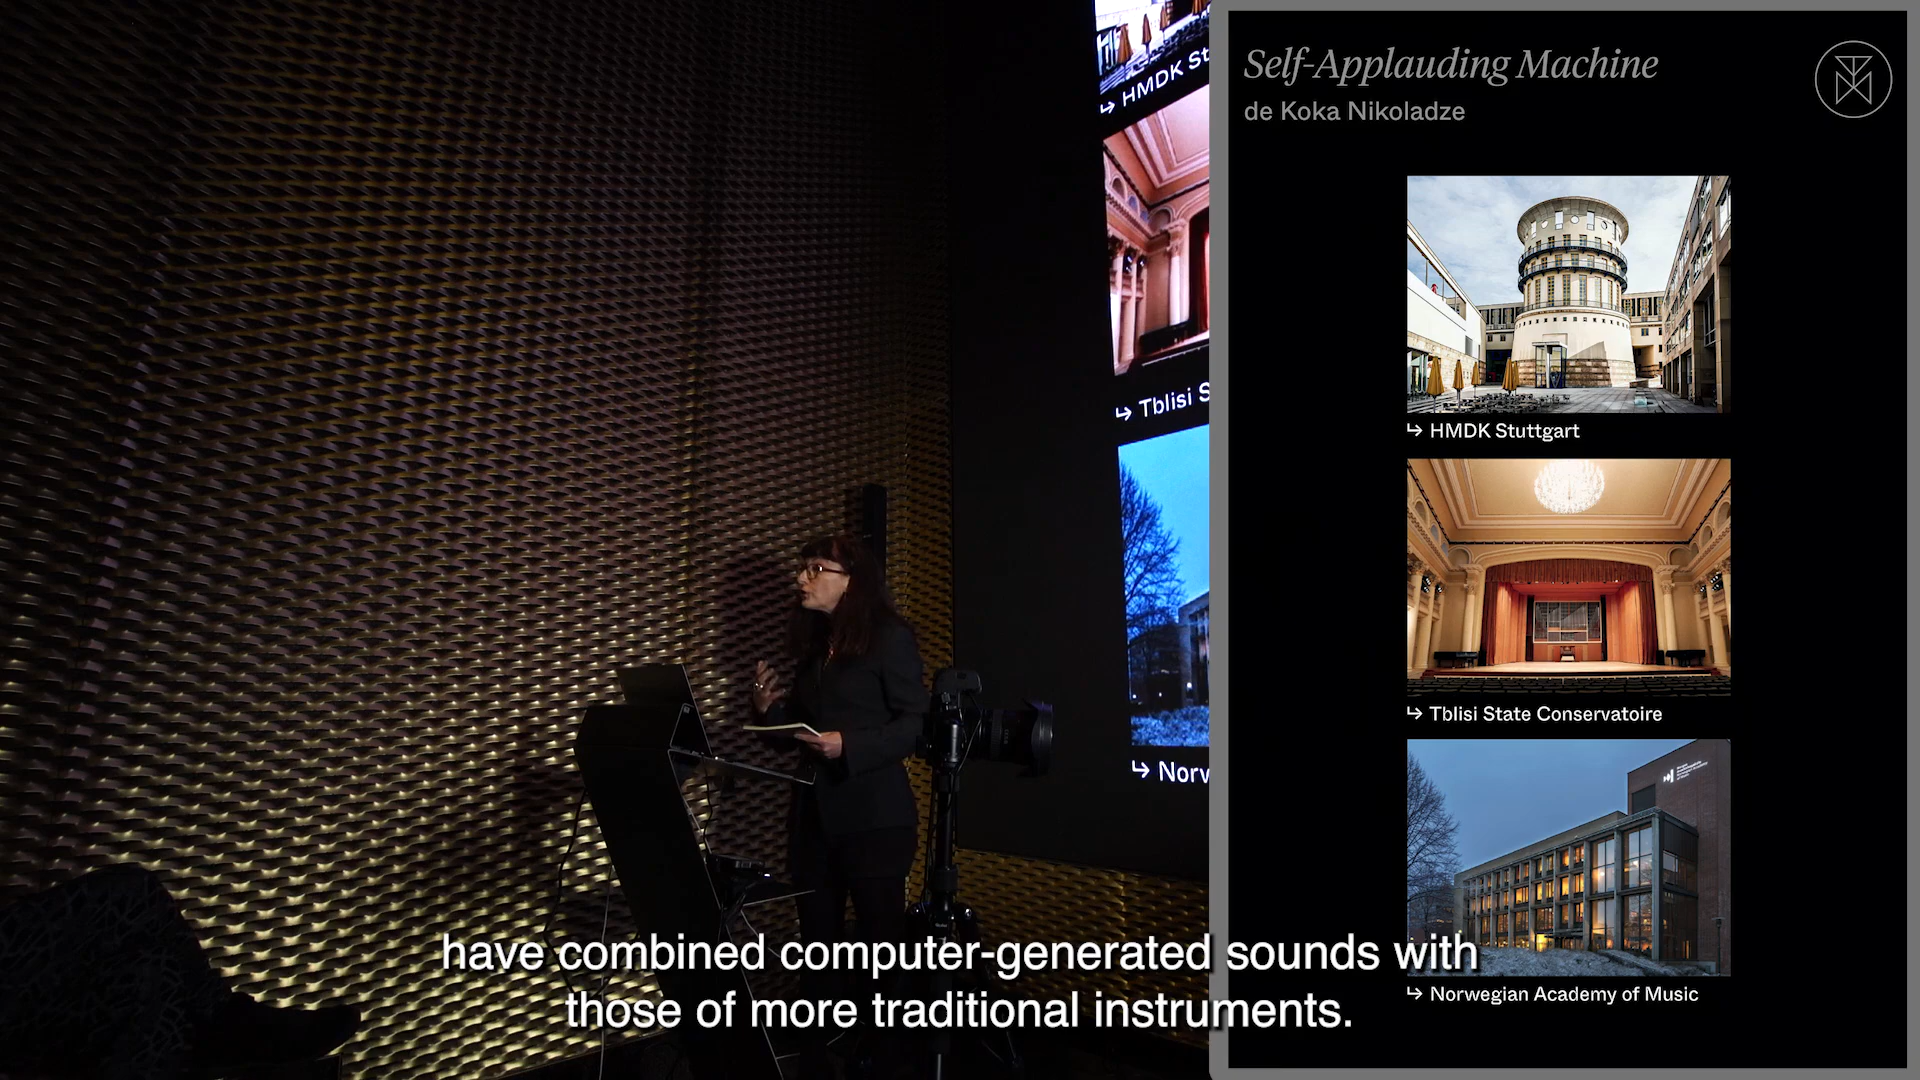 HMDK St
Tblisi S
Norw
Self-Applauding Machine
de Koka Nikoladze
HMDK Stuttgart
Tblisi State Conservatoire
Norwegian Academy of Music
have combined computer-generated sounds with
those of more traditional instruments.